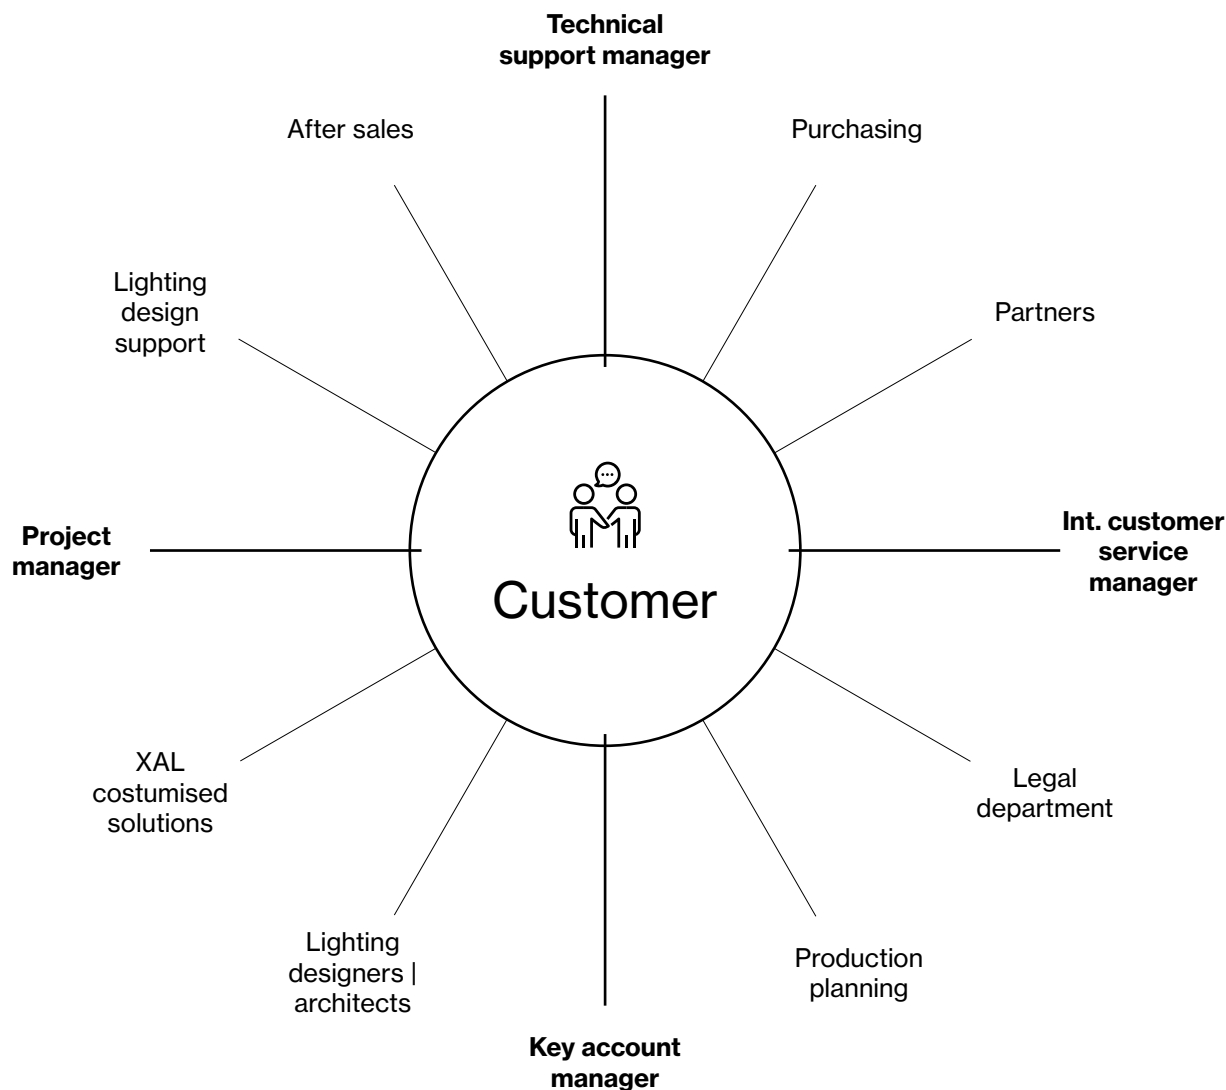 Technical
support manager
After sales
Purchasing
Lighting
design
support
Partners
Project
manager
Customer
Int. customer
service
manager
XAL
costumised
solutions
Legal
department
Lighting
designers |
architects
Production
planning
Key account
manager